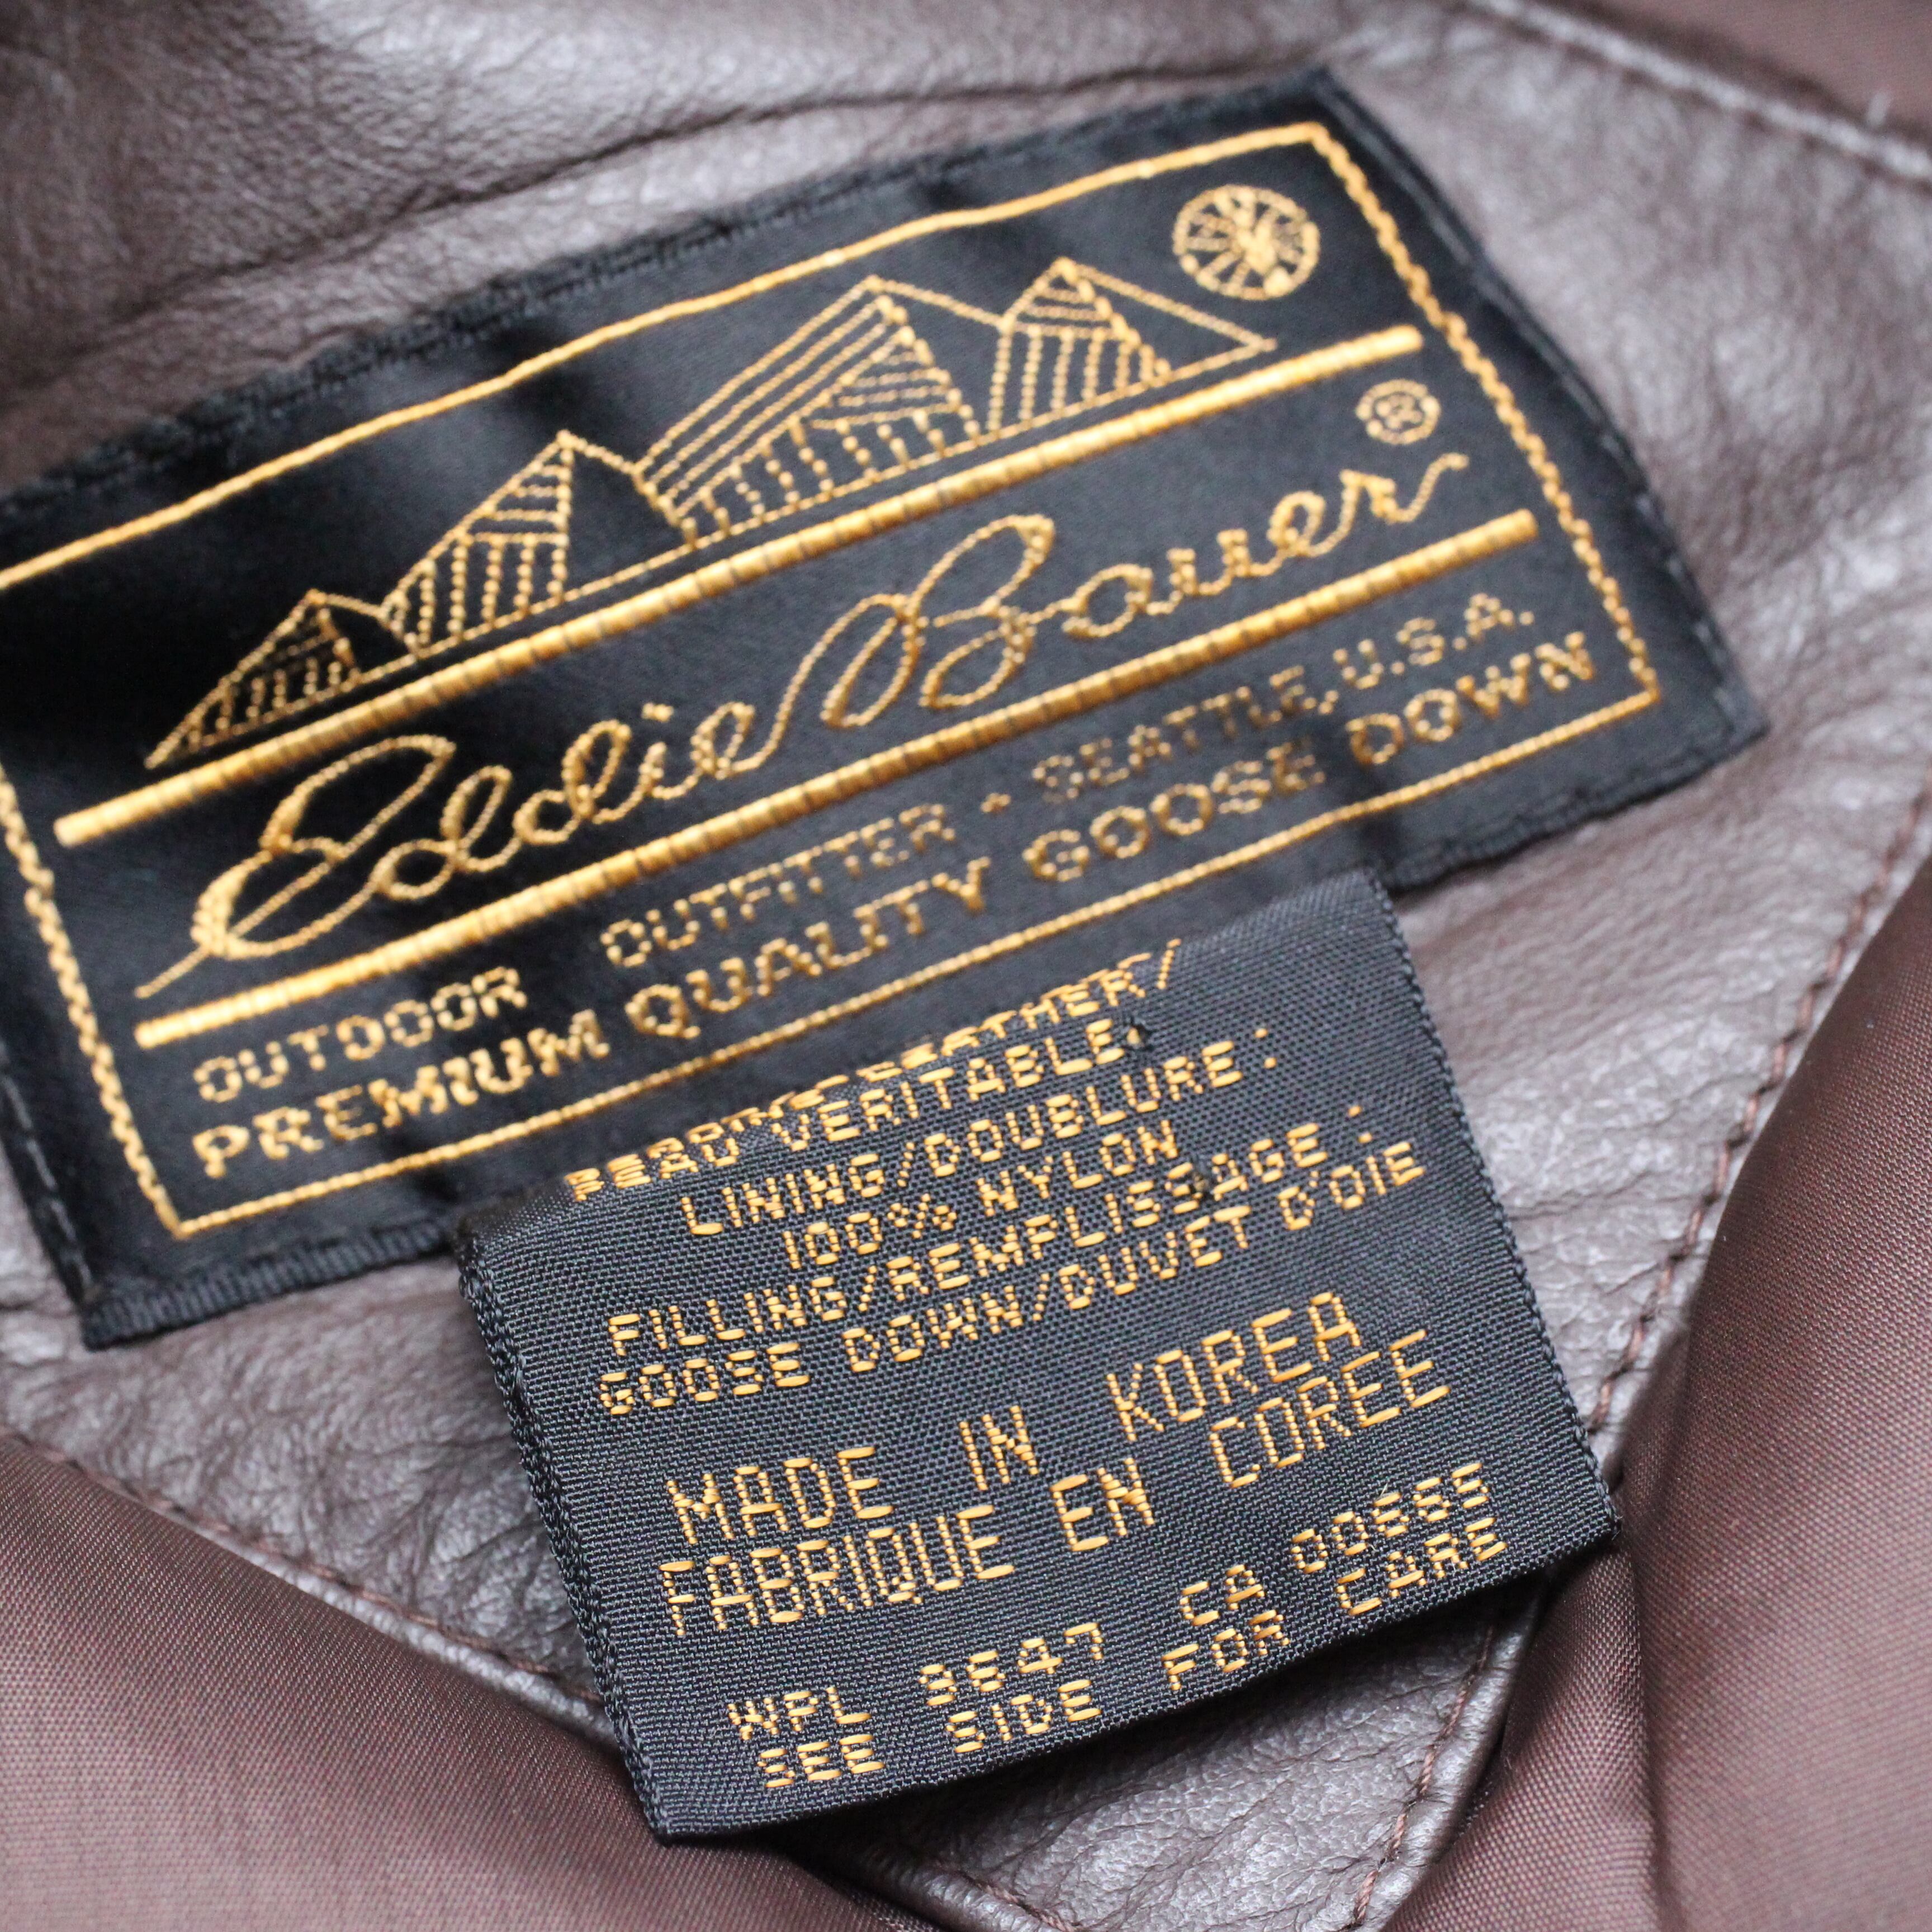 Eddie Bauer ®
OUTDOOR OUTFITTER · SEATTLE, U.S.A.
PREMIUM QUALITY GOOSE DOWN
LEATHER/
PEAU VERITABLE.
LINING/DOUBLURE:
100% NYLON
FILLING/REMPLISSAGE:
GOOSE DOWN/DUVET D'OIE
MADE IN KOREA
FABRIQUE EN COREE
WPL 9647 CA
SEE SIDE FOR CARE